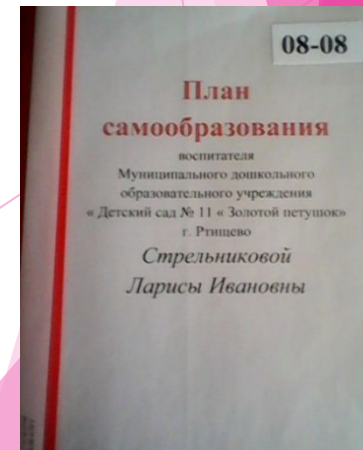 08-08
План
самообразования
воспитателя
Муниципального дошкольного
образовательного учреждения
« Детский сад № 11 « Золотой петушок»
г. Ртищево
Стрельниковой
Ларисы Ивановны